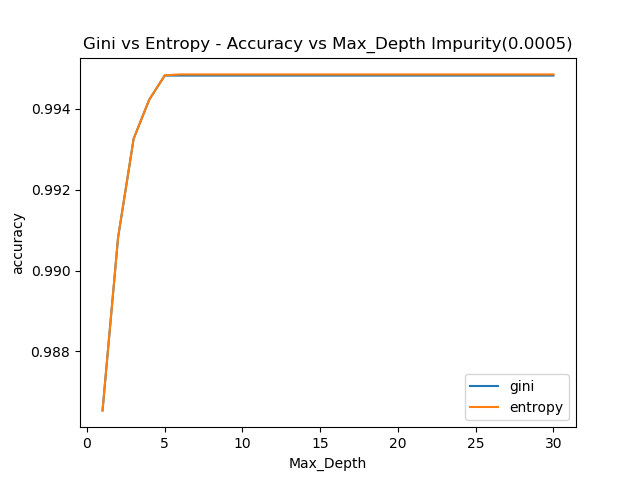 Gini vs Entropy - Accuracy vs Max_Depth Impurity(0.0005)
accuracy
0.994
0.992
0.990
0.988
0 5 10 15 20 25 30
Max_Depth
gini
entropy